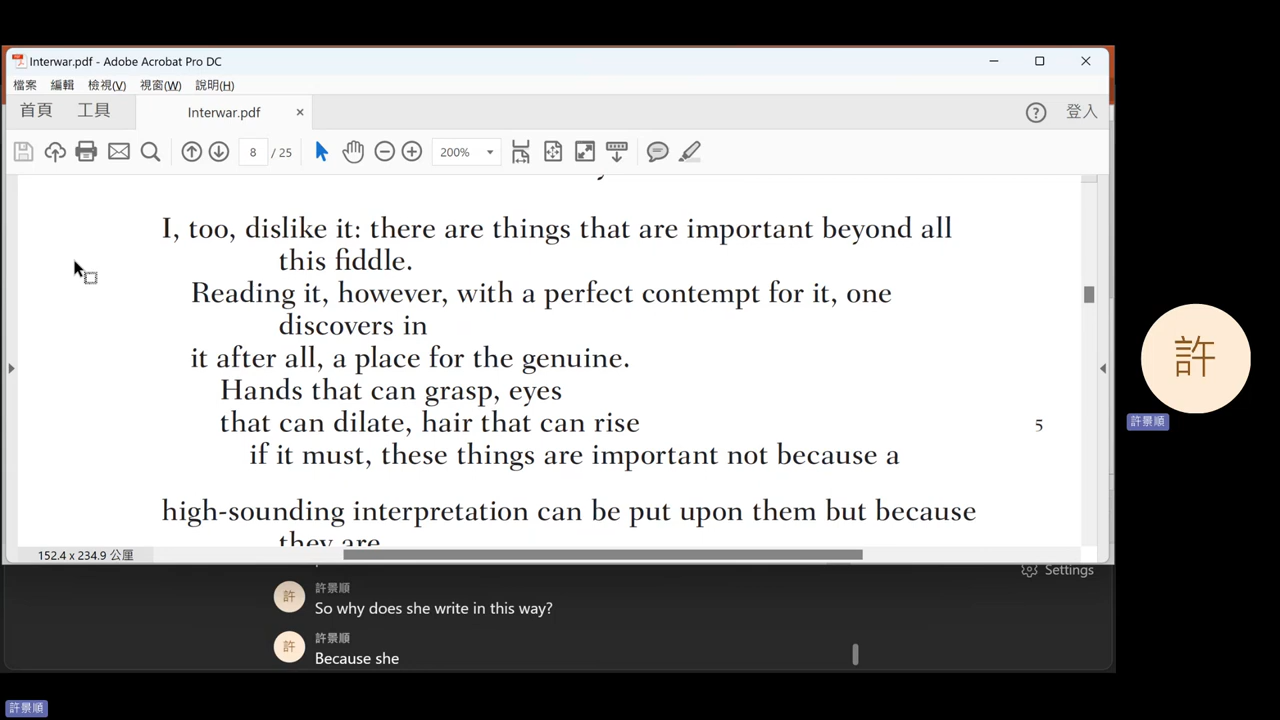 Interwar.pdf - Adobe Acrobat Pro DC
檔案 編輯 檢視(V) 視窗(W) 說明(H)
首頁 工具 Interwar.pdf × 登入
8 / 25 200%
I, too, dislike it: there are things that are important beyond all
this fiddle.
Reading it, however, with a perfect contempt for it, one
discovers in
it after all, a place for the genuine.
Hands that can grasp, eyes
that can dilate, hair that can rise 5
if it must, these things are important not because a
high-sounding interpretation can be put upon them but because
they are
152.4 x 234.9 公厘
Settings
許 許景順
So why does she write in this way?
許 許景順
Because she
許
許景順
許景順